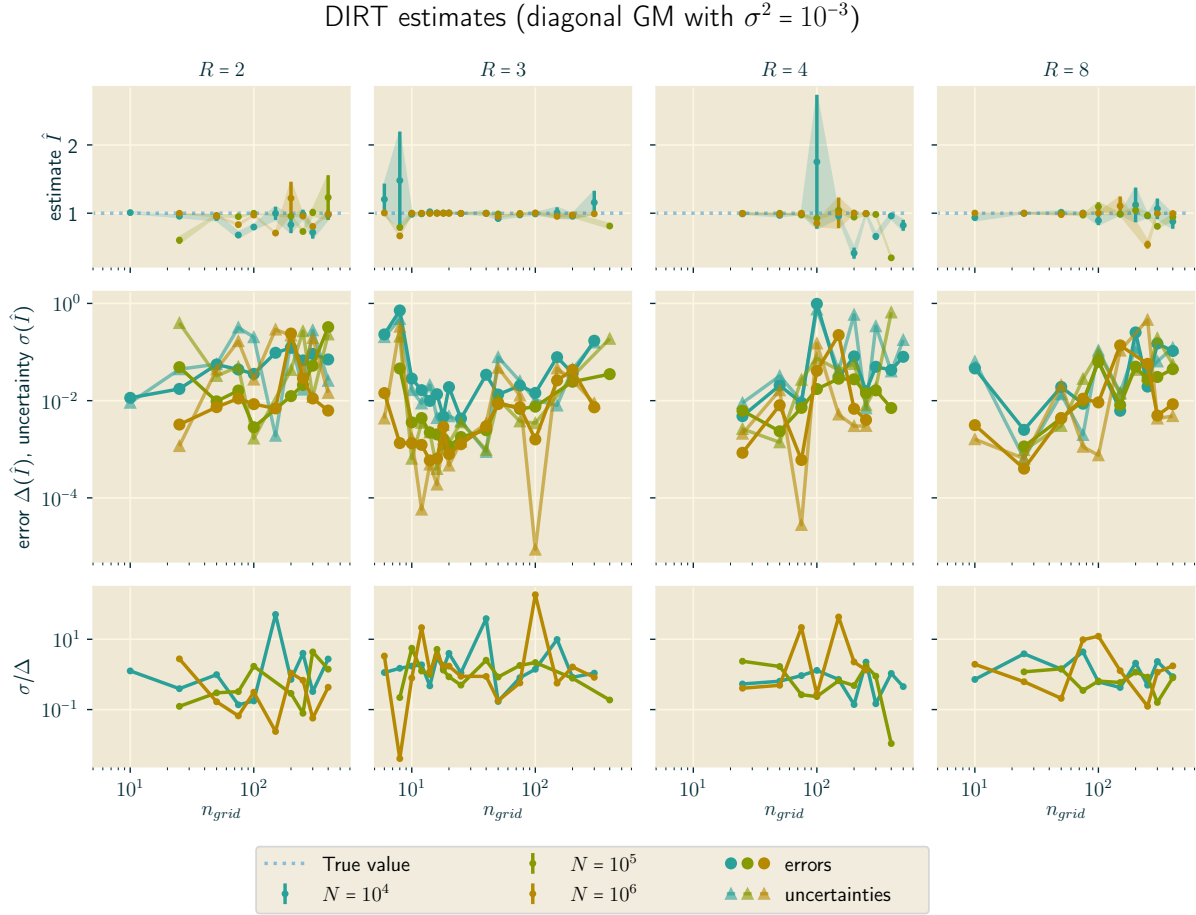 DIRT estimates (diagonal GM with σ² = 10⁻³)
R = 2
R = 3
R = 4
R = 8
estimate Î
2
1
error Δ(Î), uncertainty σ(Î)
10⁰
10⁻²
10⁻⁴
σ/Δ
10¹
10⁻¹
10¹ 10²
10¹ 10²
10¹ 10²
10¹ 10²
n_grid
n_grid
n_grid
n_grid
True value
N = 10⁴
N = 10⁵
N = 10⁶
errors
uncertainties